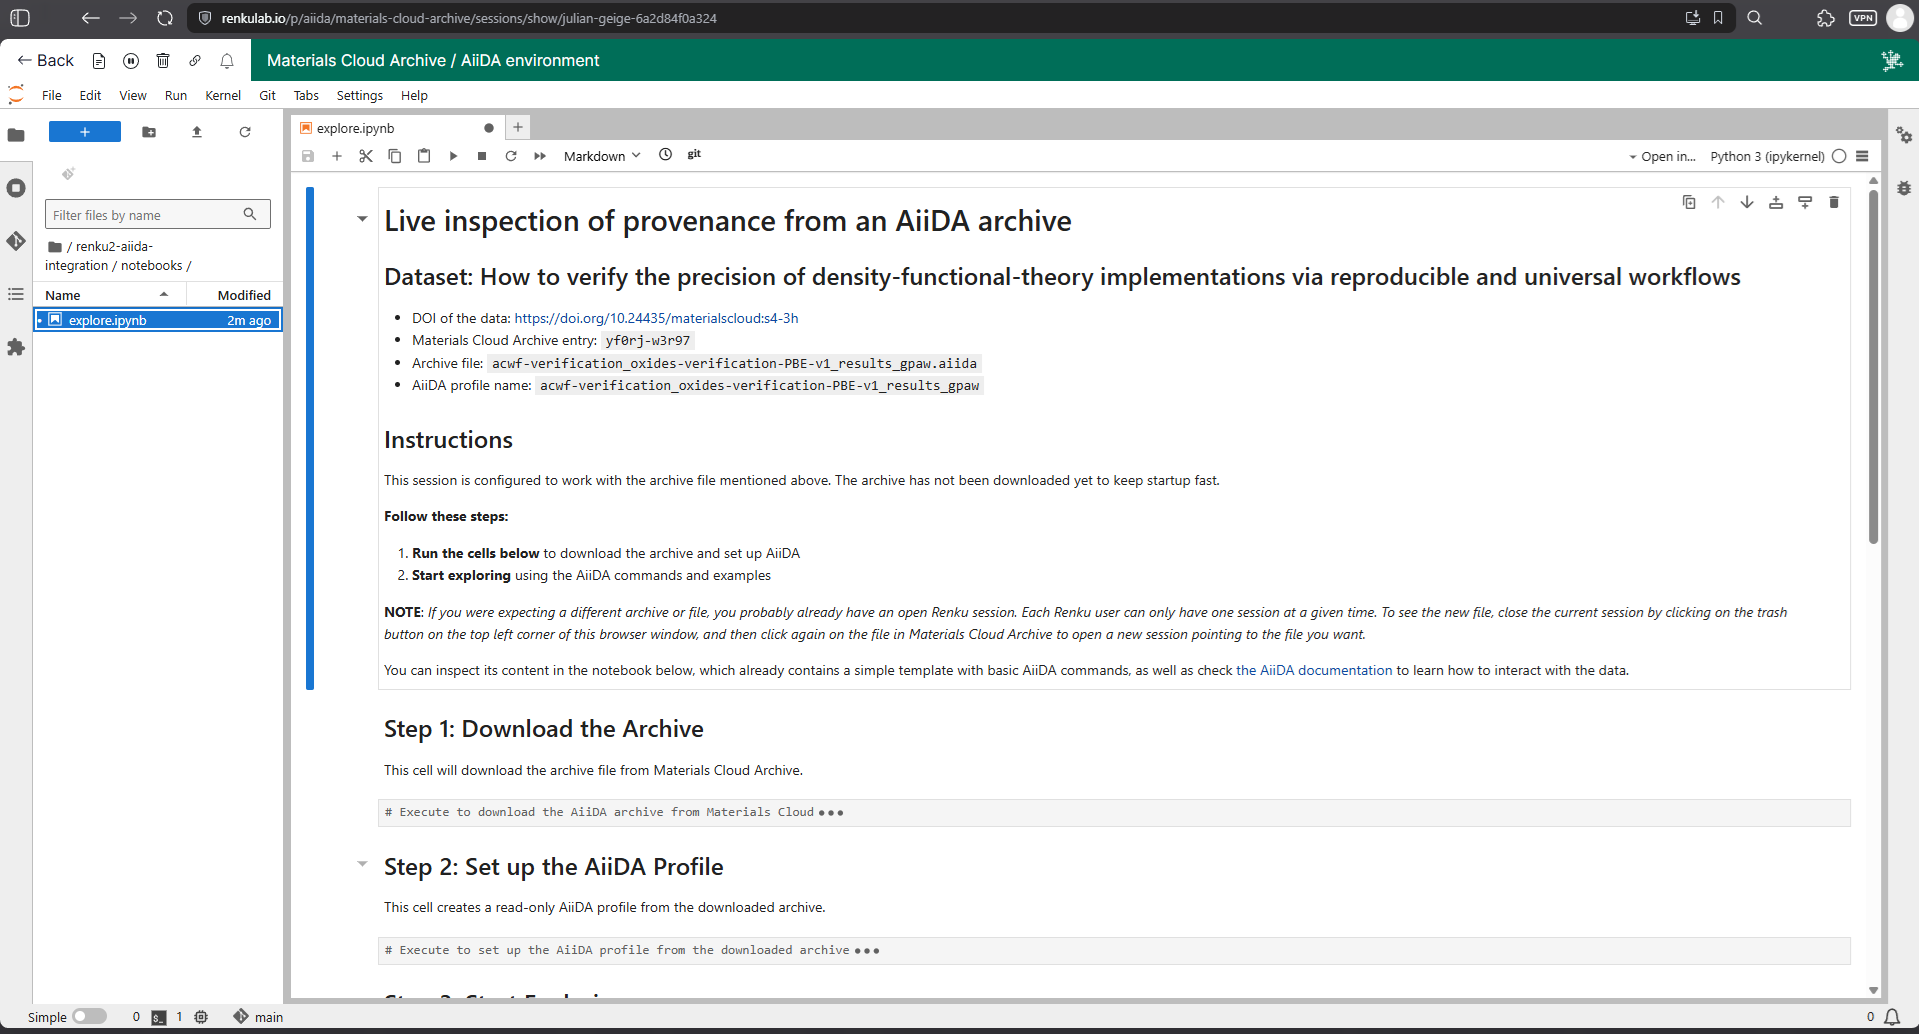 renkulab.io/p/aiida/materials-cloud-archive/sessions/show/julian-geige-6a2d84f0a324
VPN
Back
Materials Cloud Archive / AiiDA environment
File Edit View Run Kernel Git Tabs Settings Help
explore.ipynb
Markdown
git
Open in...
Python 3 (ipykernel)
Filter files by name
/ renku2-aiida-
integration / notebooks /
Name Modified
explore.ipynb 2m ago
Live inspection of provenance from an AiiDA archive
Dataset: How to verify the precision of density-functional-theory implementations via reproducible and universal workflows
• DOI of the data: https://doi.org/10.24435/materialscloud:s4-3h
• Materials Cloud Archive entry: yf0rj-w3r97
• Archive file: acwf-verification_oxides-verification-PBE-v1_results_gpaw.aiida
• AiiDA profile name: acwf-verification_oxides-verification-PBE-v1_results_gpaw
Instructions
This session is configured to work with the archive file mentioned above. The archive has not been downloaded yet to keep startup fast.
Follow these steps:
1. Run the cells below to download the archive and set up AiiDA
2. Start exploring using the AiiDA commands and examples
NOTE: If you were expecting a different archive or file, you probably already have an open Renku session. Each Renku user can only have one session at a given time. To see the new file, close the current session by clicking on the trash
button on the top left corner of this browser window, and then click again on the file in Materials Cloud Archive to open a new session pointing to the file you want.
You can inspect its content in the notebook below, which already contains a simple template with basic AiiDA commands, as well as check the AiiDA documentation to learn how to interact with the data.
Step 1: Download the Archive
This cell will download the archive file from Materials Cloud Archive.
# Execute to download the AiiDA archive from Materials Cloud •••
Step 2: Set up the AiiDA Profile
This cell creates a read-only AiiDA profile from the downloaded archive.
# Execute to set up the AiiDA profile from the downloaded archive •••
Simple
0
1
main
0